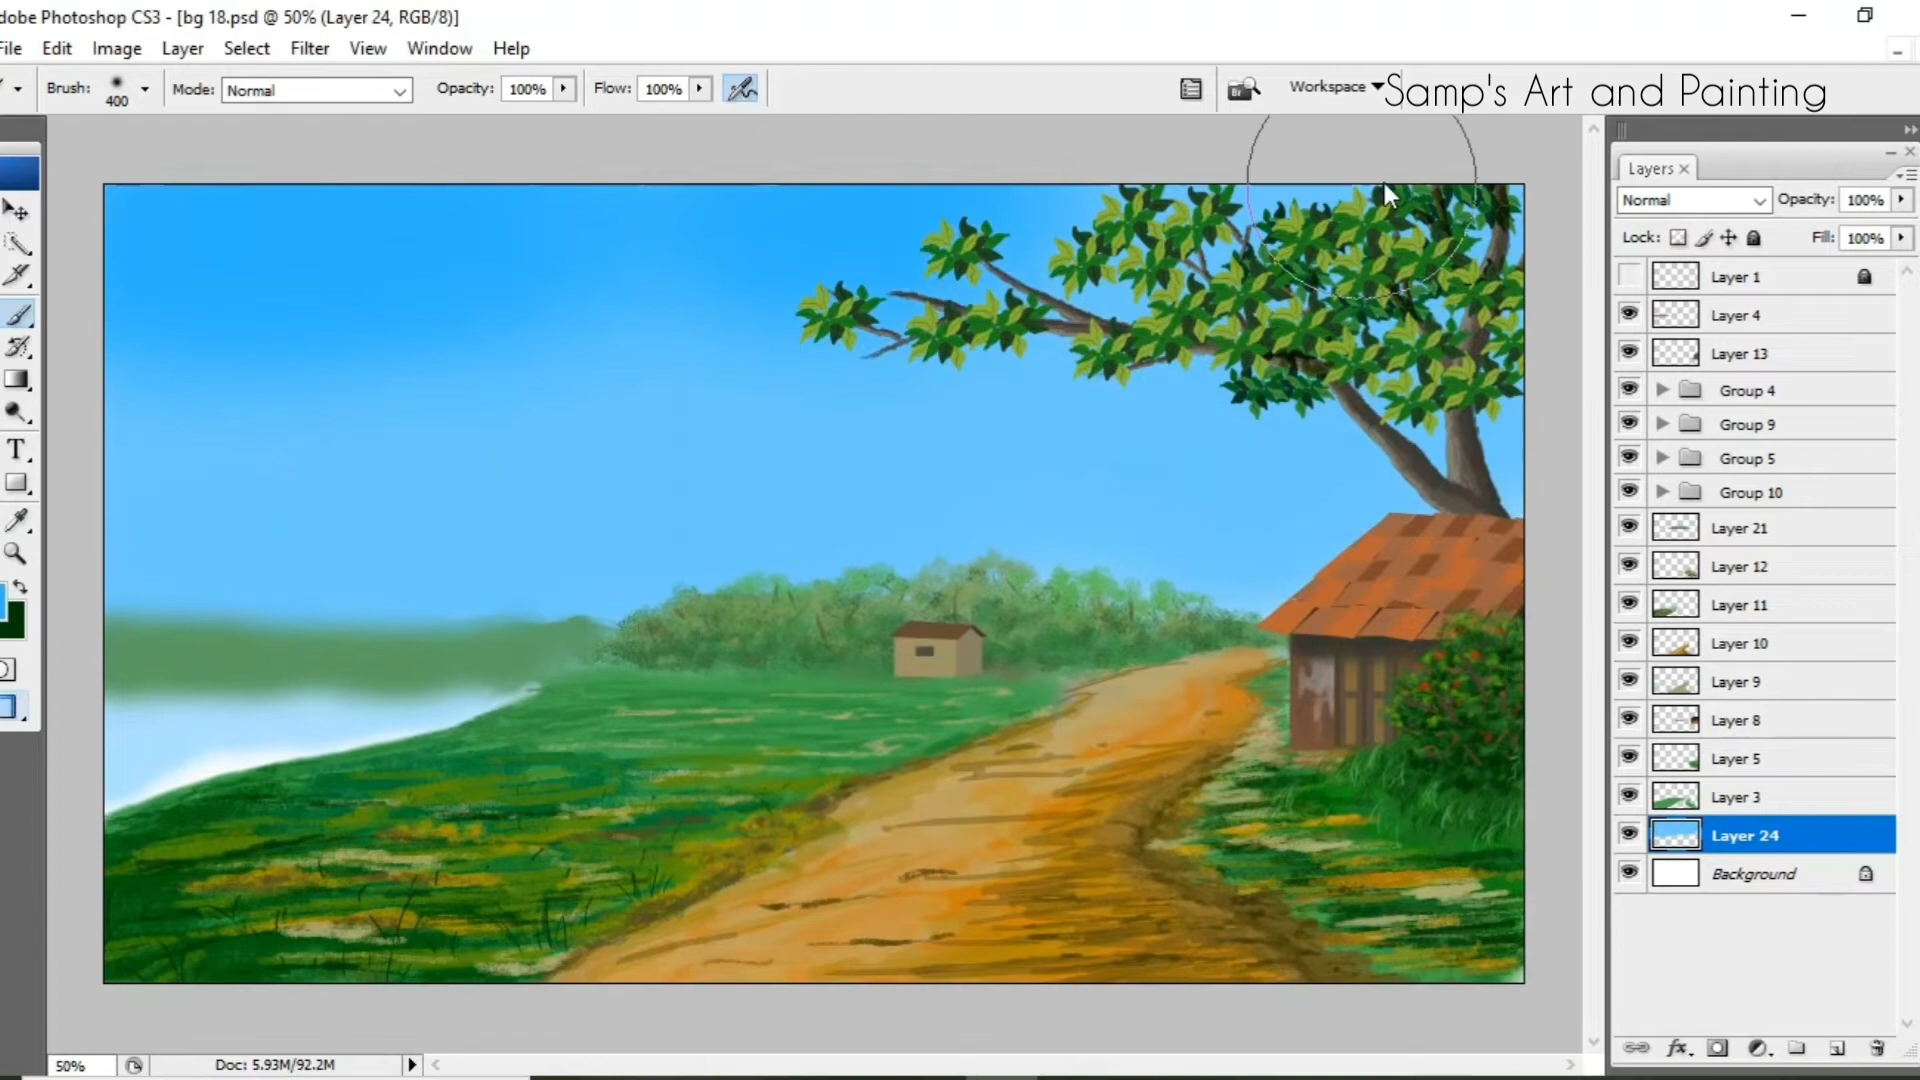 dobe Photoshop CS3 - [bg 18.psd @ 50% (Layer 24, RGB/8)]
File Edit Image Layer Select Filter View Window Help
Brush: 400 Mode: Normal Opacity: 100% Flow: 100% Br Workspace
Samp's Art and Painting
Layers
Normal Opacity: 100%
Lock: Fill: 100%
Layer 1
Layer 4
Layer 13
Group 4
Group 9
Group 5
Group 10
Layer 21
Layer 12
Layer 11
Layer 10
Layer 9
Layer 8
Layer 5
Layer 3
Layer 24
Background
T
fx.
50% Doc: 5.93M/92.2M